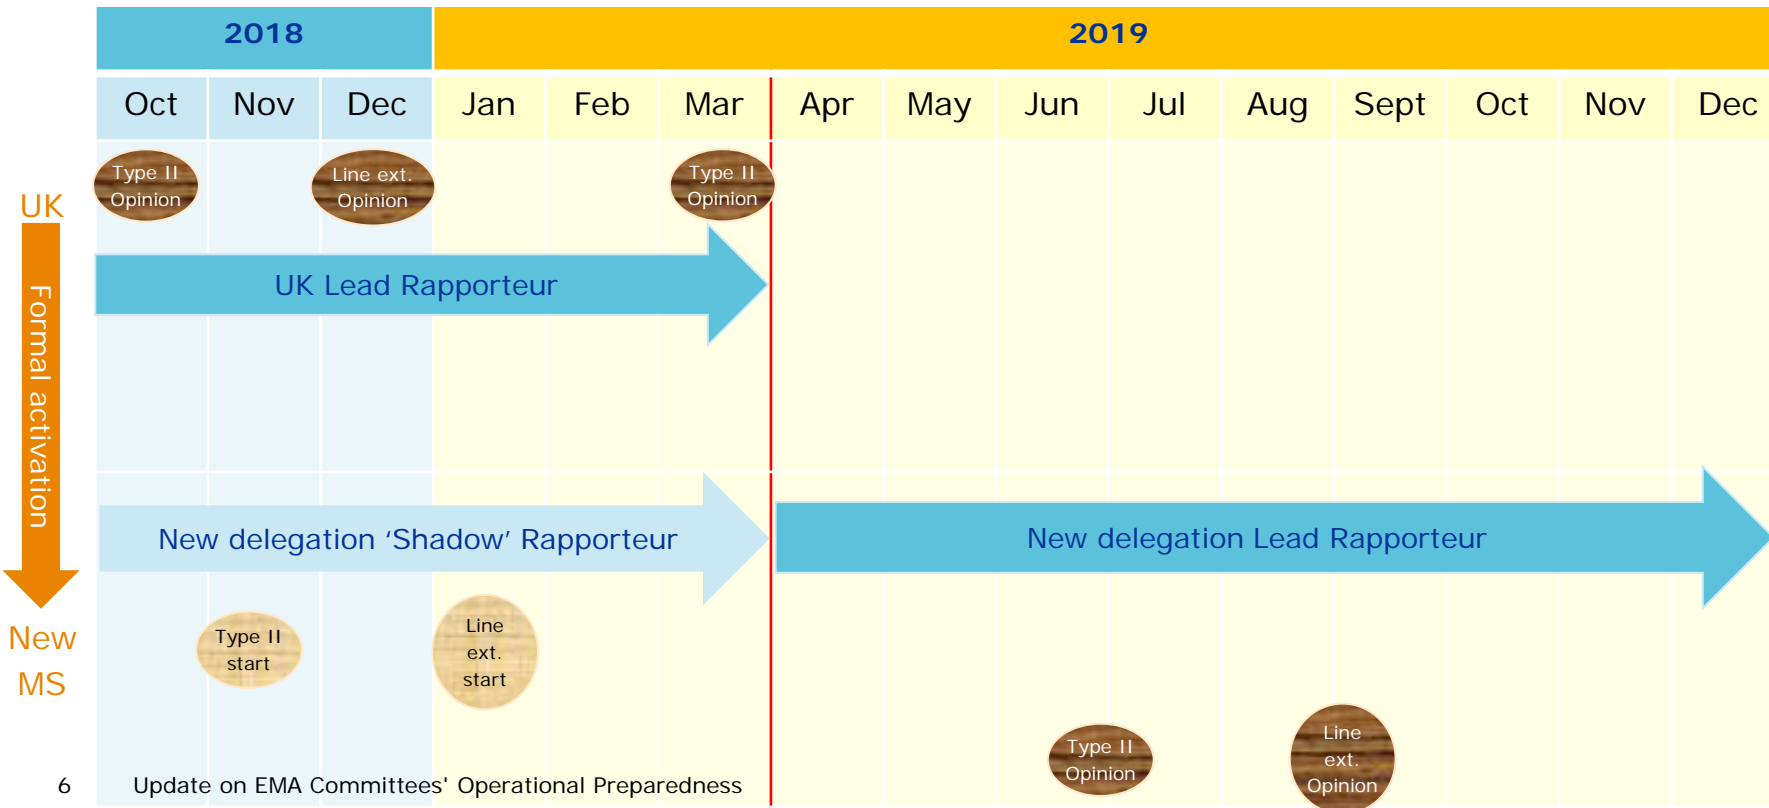 2018 2019
Oct Nov Dec Jan Feb Mar Apr May Jun Jul Aug Sept Oct Nov Dec
Type II
Opinion
Line ext.
Opinion
Type II
Opinion
UK
UK Lead Rapporteur
Formal activation
New delegation ‘Shadow’ Rapporteur
New delegation Lead Rapporteur
New
MS
Type II
start
Line
ext.
start
Type II
Opinion
Line
ext.
Opinion
6 Update on EMA Committees' Operational Preparedness